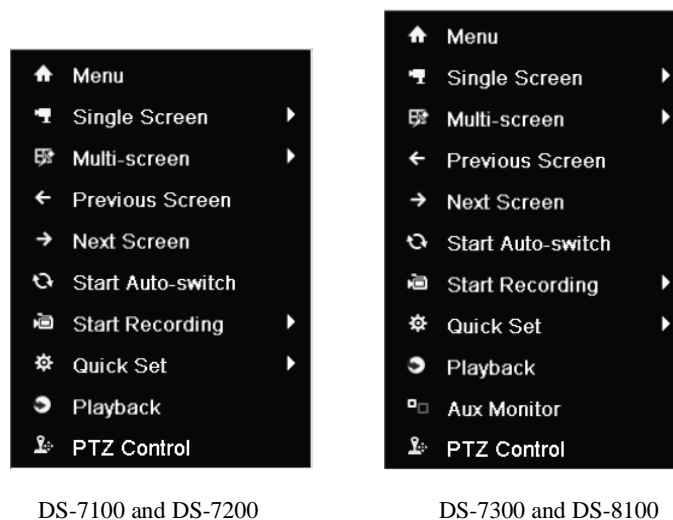 Menu
Single Screen
Multi-screen
Previous Screen
Next Screen
Start Auto-switch
Start Recording
Quick Set
Playback
PTZ Control
DS-7100 and DS-7200
Menu
Single Screen
Multi-screen
Previous Screen
Next Screen
Start Auto-switch
Start Recording
Quick Set
Playback
Aux Monitor
PTZ Control
DS-7300 and DS-8100